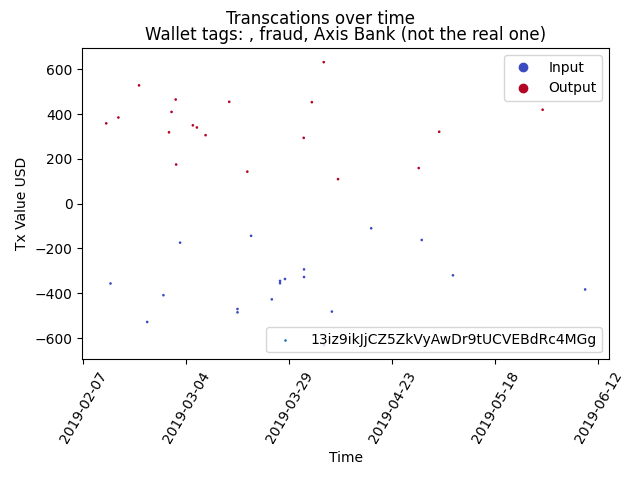 Transcations over time
Wallet tags: , fraud, Axis Bank (not the real one)
Input
Output
600
400
200
0
−200
−400
−600
Tx Value USD
13iz9ikJjCZ5ZkVyAwDr9tUCVEBdRc4MGg
2019-02-07
2019-03-04
2019-03-29
2019-04-23
2019-05-18
2019-06-12
Time